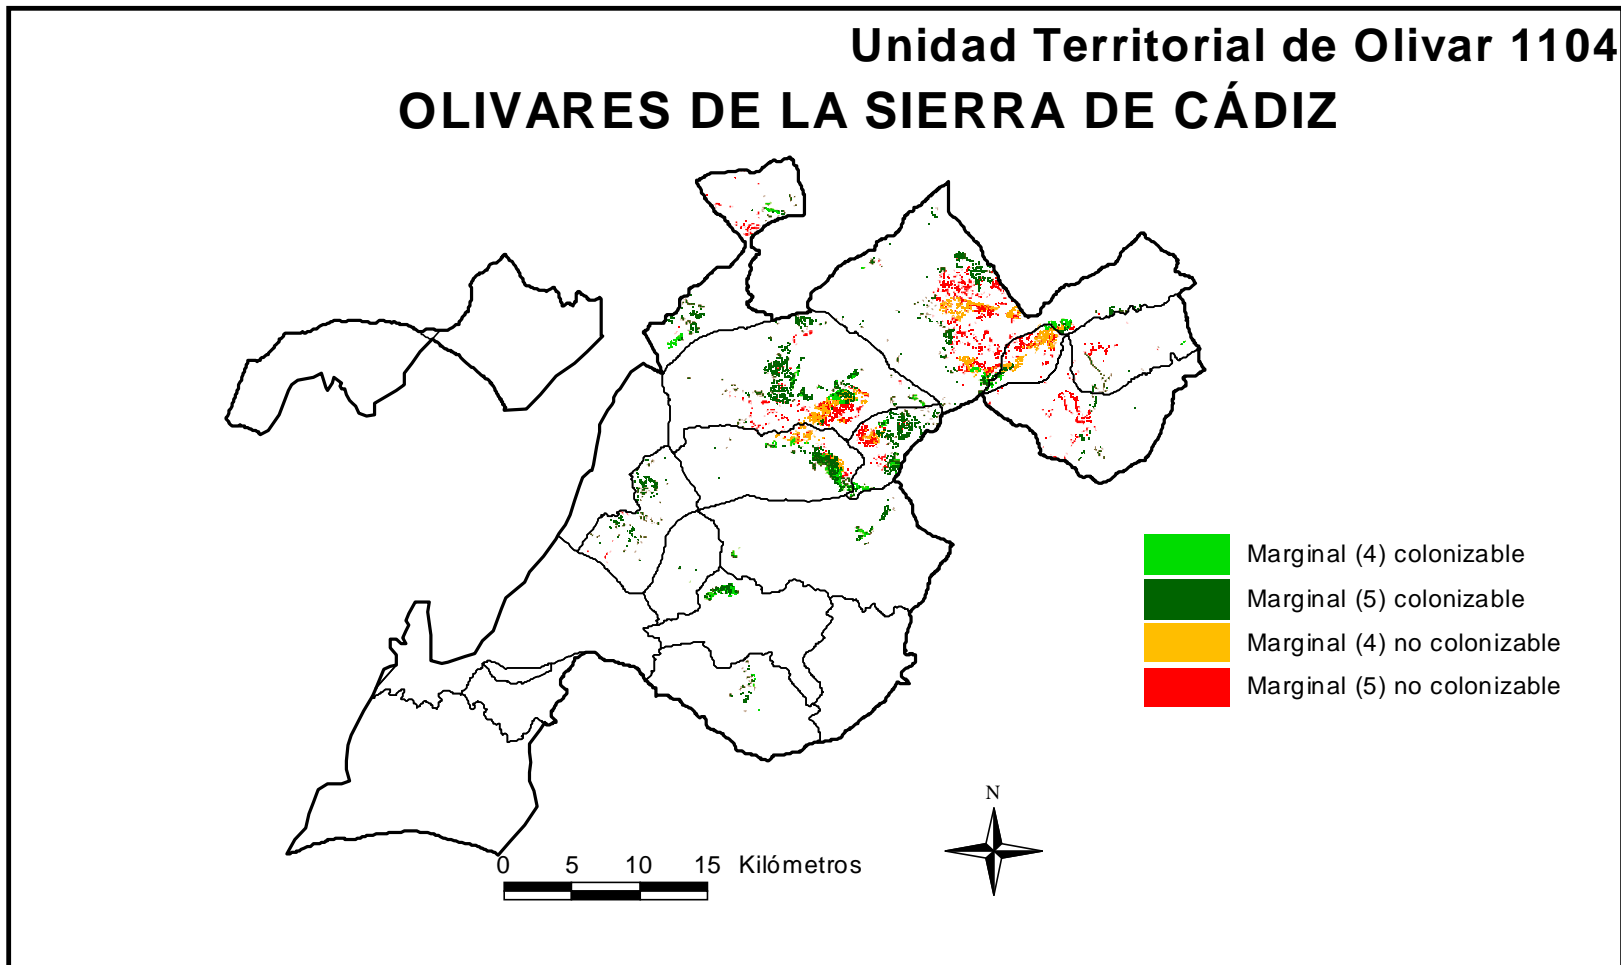 Unidad Territorial de Olivar 1104
OLIVARES DE LA SIERRA DE CÁDIZ
Marginal (4) colonizable
Marginal (5) colonizable
Marginal (4) no colonizable
Marginal (5) no colonizable
N
0 5 10 15 Kilómetros